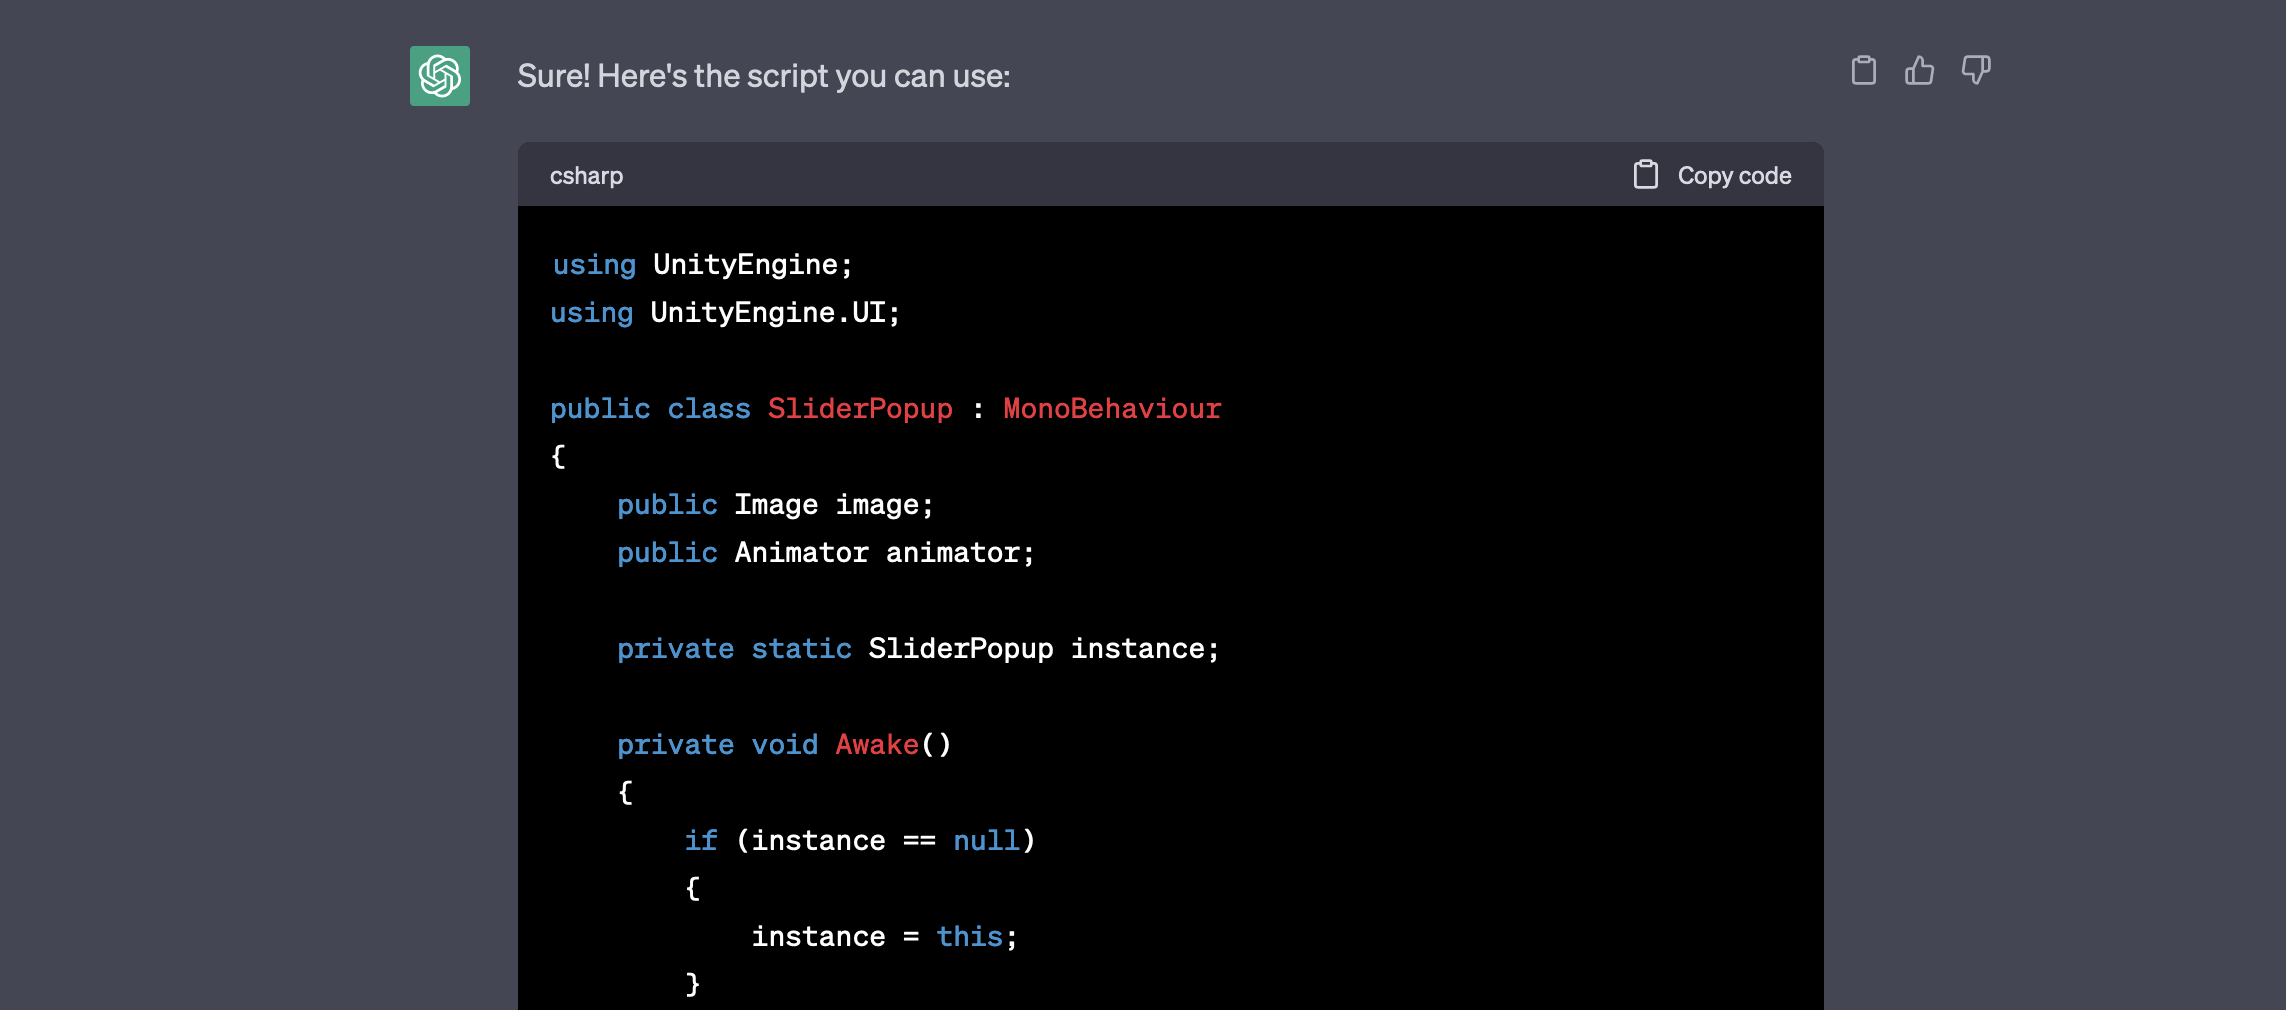 Sure! Here's the script you can use:
csharp
Copy code
using UnityEngine;
using UnityEngine.UI;
public class SliderPopup : MonoBehaviour
{
    public Image image;
    public Animator animator;
    private static SliderPopup instance;
    private void Awake()
    {
        if (instance == null)
        {
            instance = this;
        }